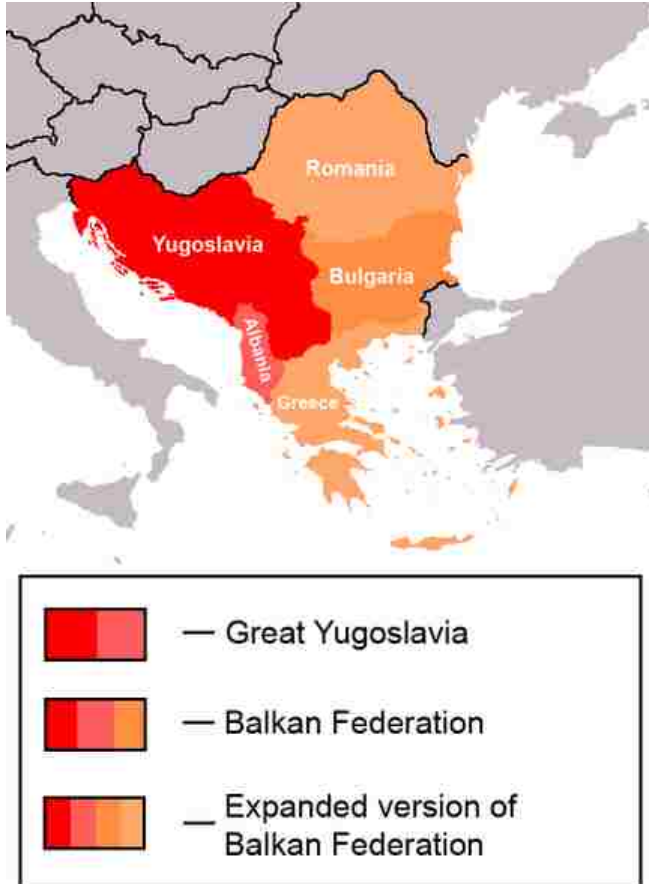 Romania
Yugoslavia
Bulgaria
Albania
Greece
— Great Yugoslavia
— Balkan Federation
— Expanded version of
Balkan Federation